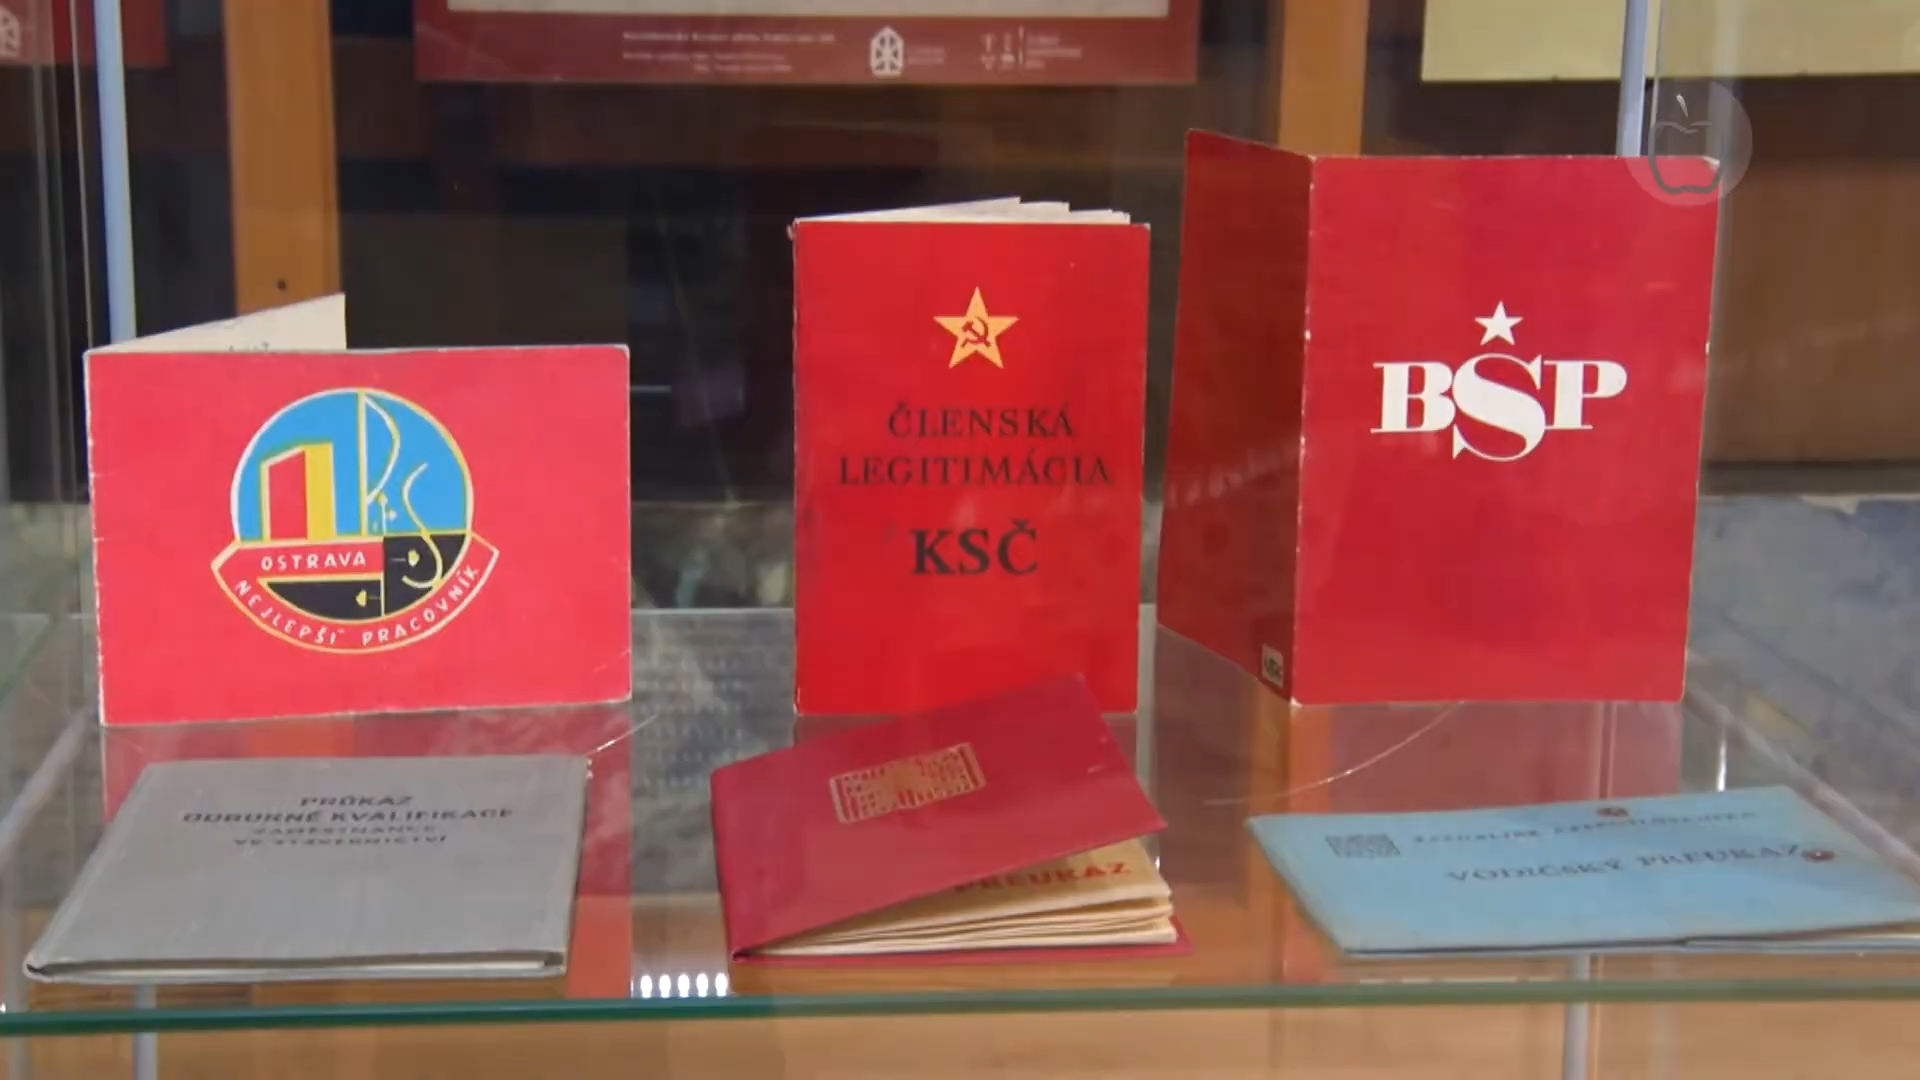 OSTRAVA
NEJLEPŠÍ PRACOVNÍK
ČLENSKÁ
LEGITIMÁCIA
KSČ
BSP
PRŮKAZ
ODBORNÉ KVALIFIKACE
ZAMĚSTNANCE
VE STAVEBNICTVÍ
PREUKAZ
VODIČSKÝ PREUKAZ